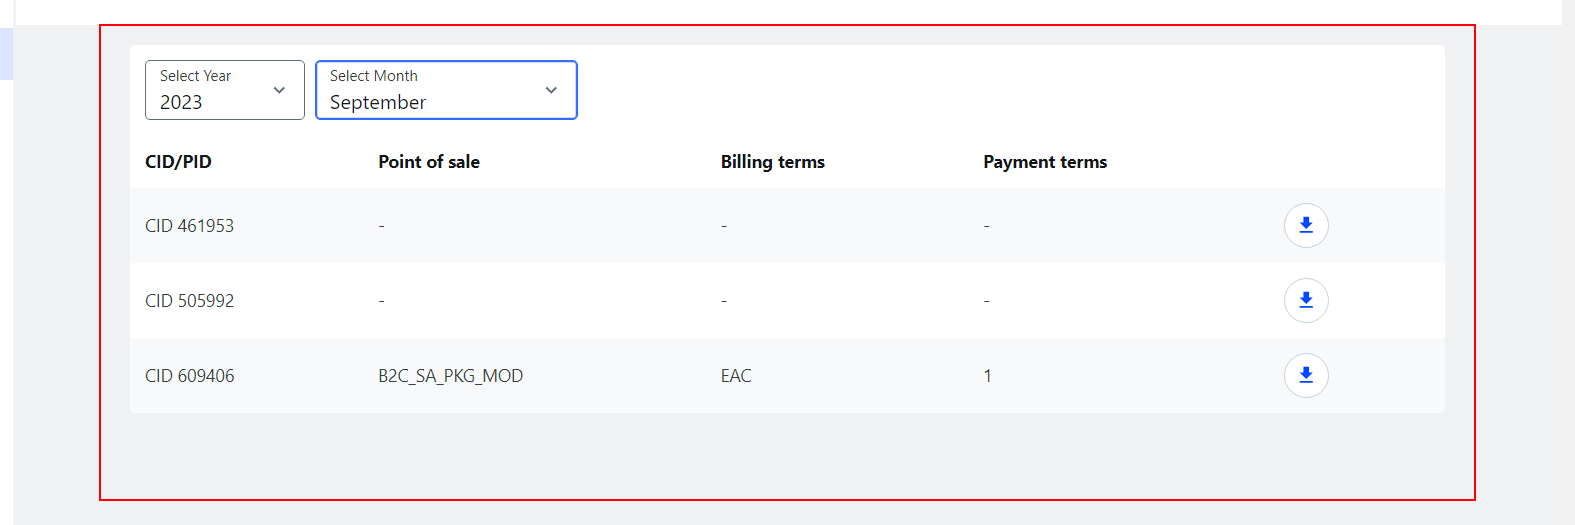 Select Year
2023
Select Month
September
CID/PID Point of sale Billing terms Payment terms
CID 461953 - - -
CID 505992 - - -
CID 609406 B2C_SA_PKG_MOD EAC 1